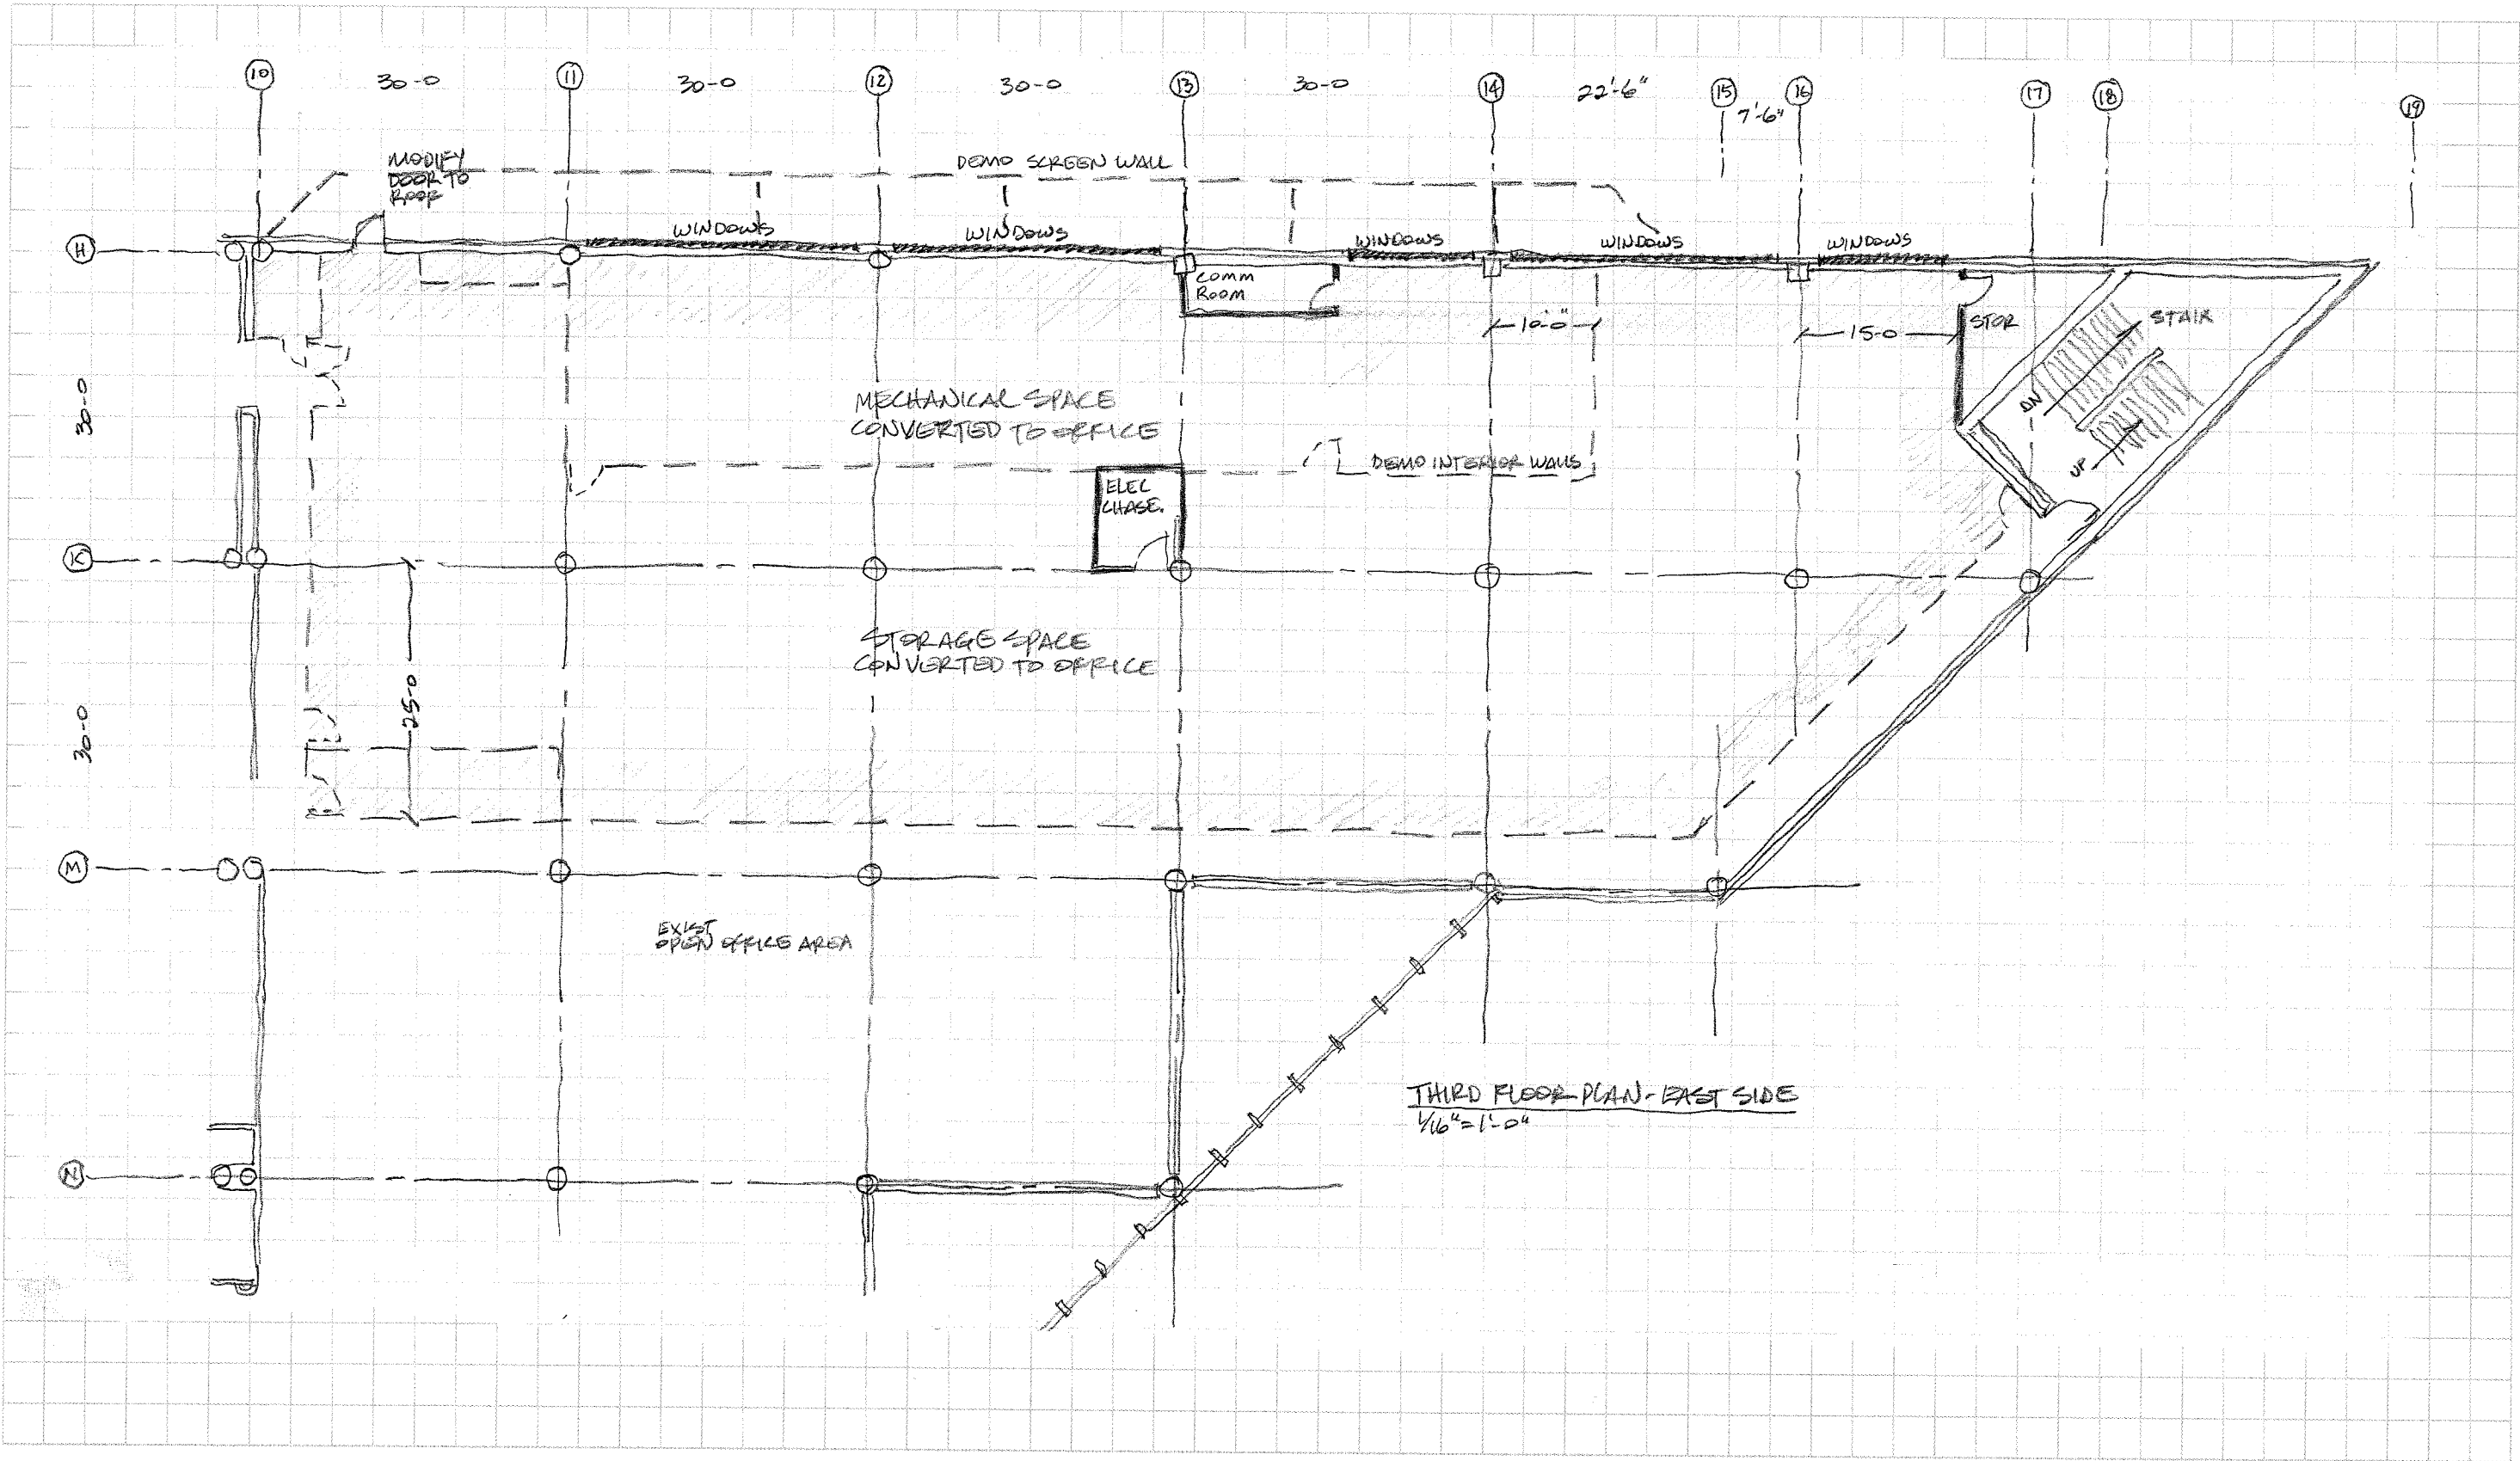 10 30-0 11 30-0 12 30-0 13 30-0 14 22'-6" 15 7'-6" 16 17 18 19
MODIFY
DOOR TO
ROOF
DEMO SCREEN WALL
H
WINDOWS
WINDOWS
WINDOWS
WINDOWS
WINDOWS
COMM
ROOM
10'-0"
15-0
STOR
STAIR
DN
UP
30-0
MECHANICAL SPACE
CONVERTED TO OFFICE
DEMO INTERIOR WALLS
ELEC
CHASE.
K
STORAGE SPACE
CONVERTED TO OFFICE
25-0
30-0
M
EXIST
OPEN OFFICE AREA
THIRD FLOOR PLAN - EAST SIDE
1/16" = 1'-0"
N